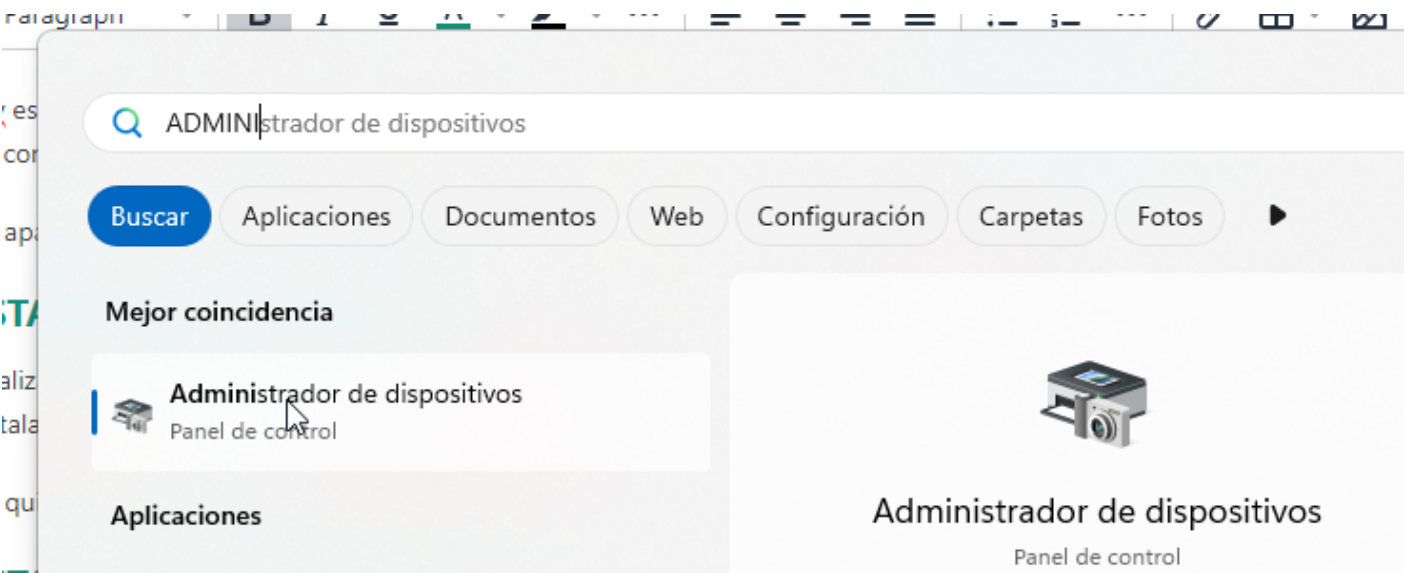 Paragraph
es
ADMINIstrador de dispositivos
Buscar Aplicaciones Documentos Web Configuración Carpetas Fotos
Mejor coincidencia
Administrador de dispositivos
Panel de control
Aplicaciones
Administrador de dispositivos
Panel de control